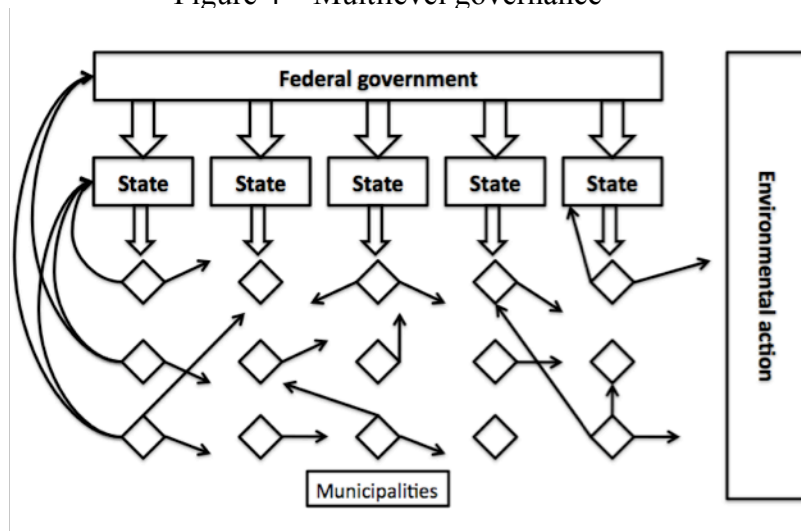 Figure 4 – Multilevel governance
Federal government
State State State State State
Environmental action
Municipalities